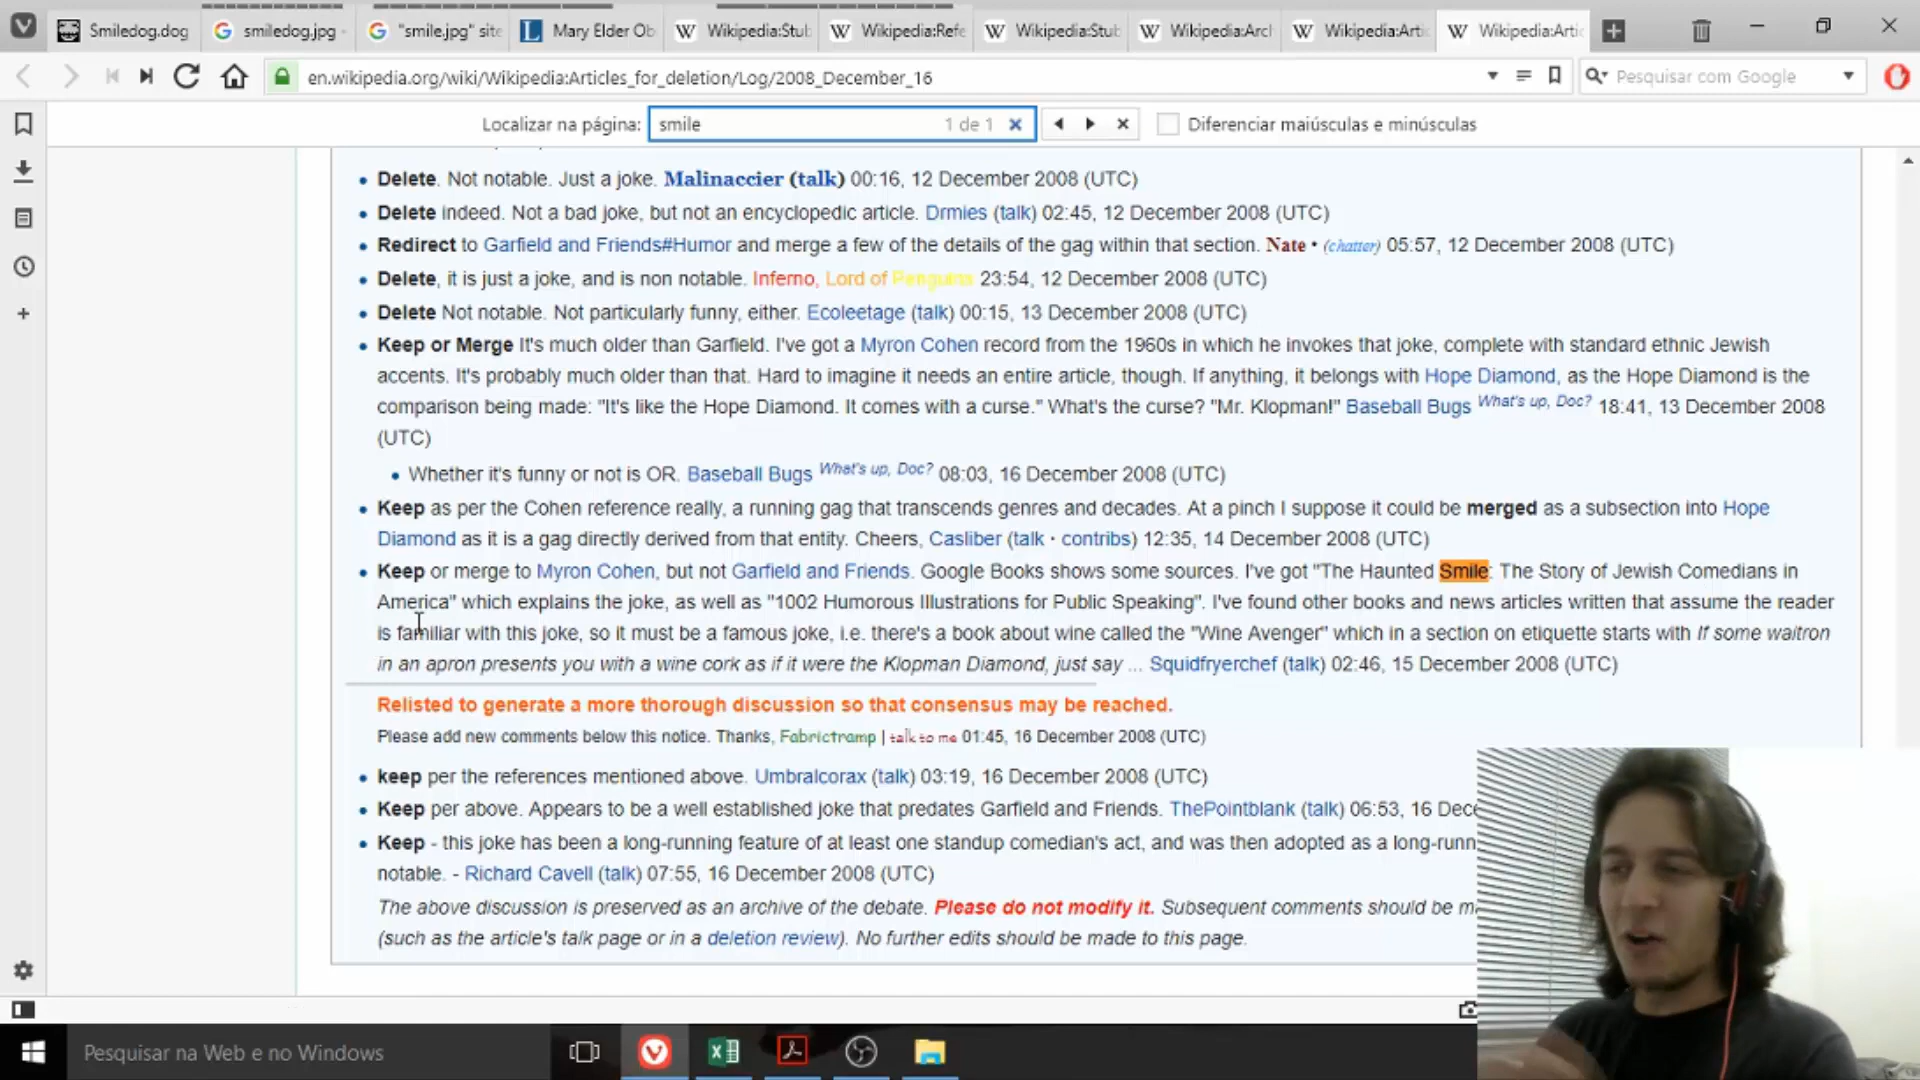 Smiledog.dog
smiledog.jpg -
"smile.jpg" site
Mary Elder Ob
Wikipedia:Stub
Wikipedia:Refe
Wikipedia:Stub
Wikipedia:Arch
Wikipedia:Artic
Wikipedia:Artic
en.wikipedia.org/wiki/Wikipedia:Articles_for_deletion/Log/2008_December_16
Pesquisar com Google
Localizar na página: smile 1 de 1
Diferenciar maiúsculas e minúsculas
• Delete. Not notable. Just a joke. Malinaccier (talk) 00:16, 12 December 2008 (UTC)
• Delete indeed. Not a bad joke, but not an encyclopedic article. Drmies (talk) 02:45, 12 December 2008 (UTC)
• Redirect to Garfield and Friends#Humor and merge a few of the details of the gag within that section. Nate • (chatter) 05:57, 12 December 2008 (UTC)
• Delete, it is just a joke, and is non notable. Inferno, Lord of Penguins 23:54, 12 December 2008 (UTC)
• Delete Not notable. Not particularly funny, either. Ecoleetage (talk) 00:15, 13 December 2008 (UTC)
• Keep or Merge It's much older than Garfield. I've got a Myron Cohen record from the 1960s in which he invokes that joke, complete with standard ethnic Jewish
accents. It's probably much older than that. Hard to imagine it needs an entire article, though. If anything, it belongs with Hope Diamond, as the Hope Diamond is the
comparison being made: "It's like the Hope Diamond. It comes with a curse." What's the curse? "Mr. Klopman!" Baseball Bugs What's up, Doc? 18:41, 13 December 2008
(UTC)
• Whether it's funny or not is OR. Baseball Bugs What's up, Doc? 08:03, 16 December 2008 (UTC)
• Keep as per the Cohen reference really, a running gag that transcends genres and decades. At a pinch I suppose it could be merged as a subsection into Hope
Diamond as it is a gag directly derived from that entity. Cheers, Casliber (talk · contribs) 12:35, 14 December 2008 (UTC)
• Keep or merge to Myron Cohen, but not Garfield and Friends. Google Books shows some sources. I've got "The Haunted Smile: The Story of Jewish Comedians in
America" which explains the joke, as well as "1002 Humorous Illustrations for Public Speaking". I've found other books and news articles written that assume the reader
is familiar with this joke, so it must be a famous joke, i.e. there's a book about wine called the "Wine Avenger" which in a section on etiquette starts with If some waitron
in an apron presents you with a wine cork as if it were the Klopman Diamond, just say ... Squidfryerchef (talk) 02:46, 15 December 2008 (UTC)
Relisted to generate a more thorough discussion so that consensus may be reached.
Please add new comments below this notice. Thanks, Fabrictramp | talk to me 01:45, 16 December 2008 (UTC)
• keep per the references mentioned above. Umbralcorax (talk) 03:19, 16 December 2008 (UTC)
• Keep per above. Appears to be a well established joke that predates Garfield and Friends. ThePointblank (talk) 06:53, 16 Dece
• Keep - this joke has been a long-running feature of at least one standup comedian's act, and was then adopted as a long-runn
notable. - Richard Cavell (talk) 07:55, 16 December 2008 (UTC)
The above discussion is preserved as an archive of the debate. Please do not modify it. Subsequent comments should be m
(such as the article's talk page or in a deletion review). No further edits should be made to this page.
Pesquisar na Web e no Windows